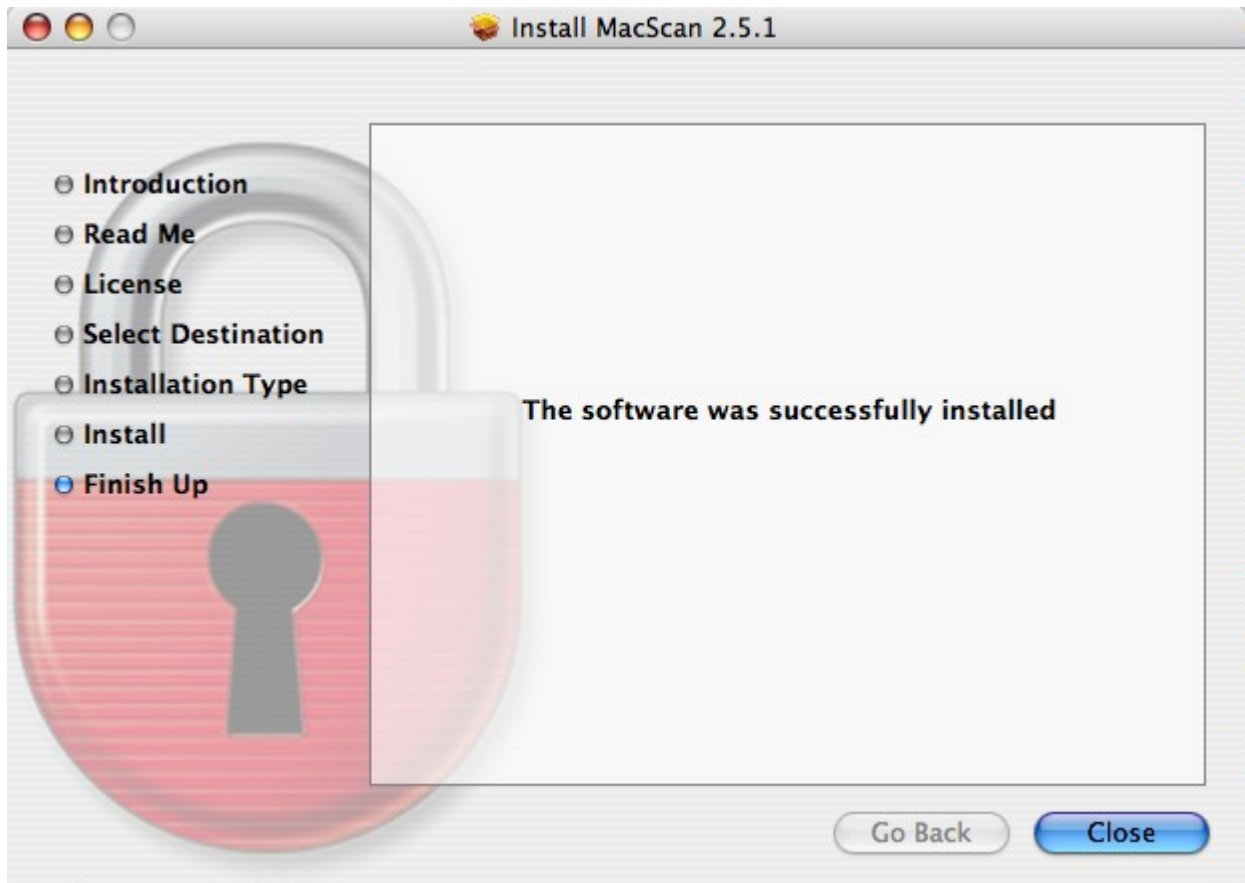 Install MacScan 2.5.1
Introduction
Read Me
License
Select Destination
Installation Type
Install
Finish Up
The software was successfully installed
Go Back
Close